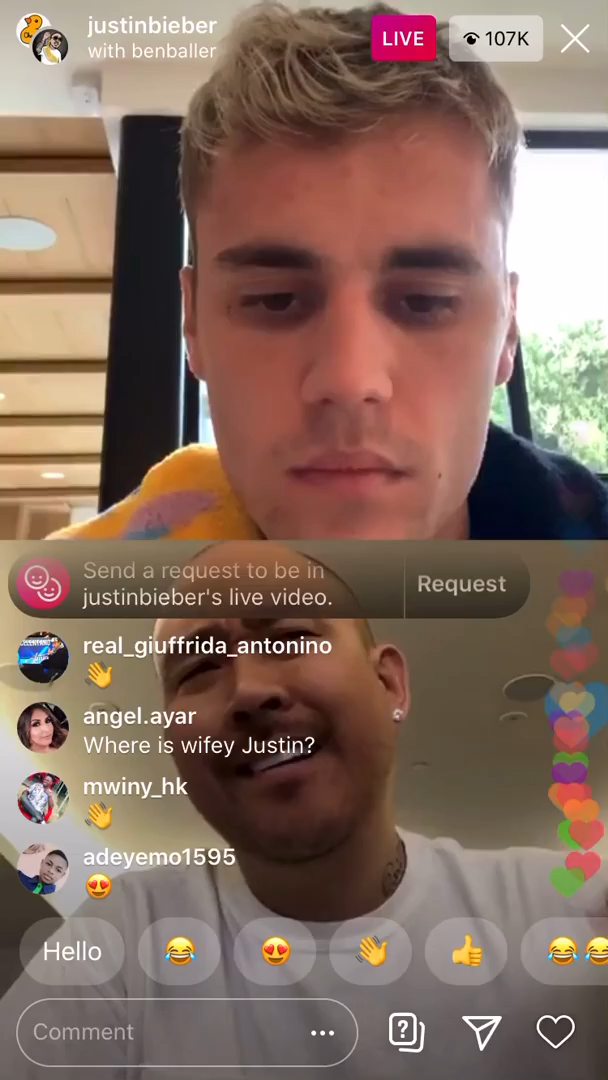 justinbieber
with benballer
LIVE
107K
Send a request to be in
justinbieber's live video.
Request
real_giuffrida_antonino
👋
angel.ayar
Where is wifey Justin?
mwiny_hk
👋
adeyemo1595
😍
Hello
😂
😍
👋
👍
😂😂
Comment